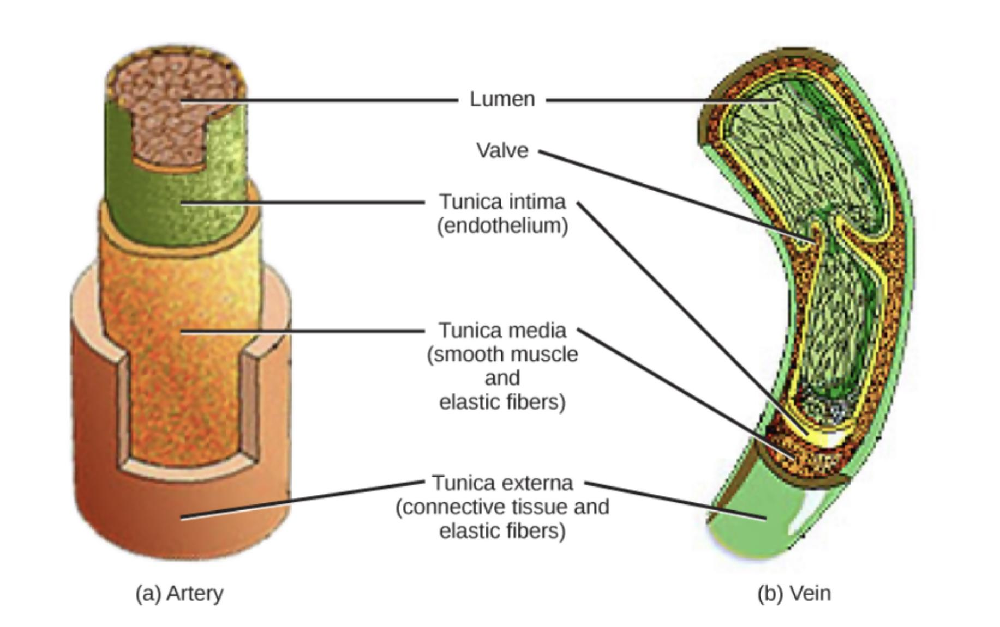 Lumen
Valve
Tunica intima
(endothelium)
Tunica media
(smooth muscle
and
elastic fibers)
Tunica externa
(connective tissue and
elastic fibers)
(a) Artery
(b) Vein